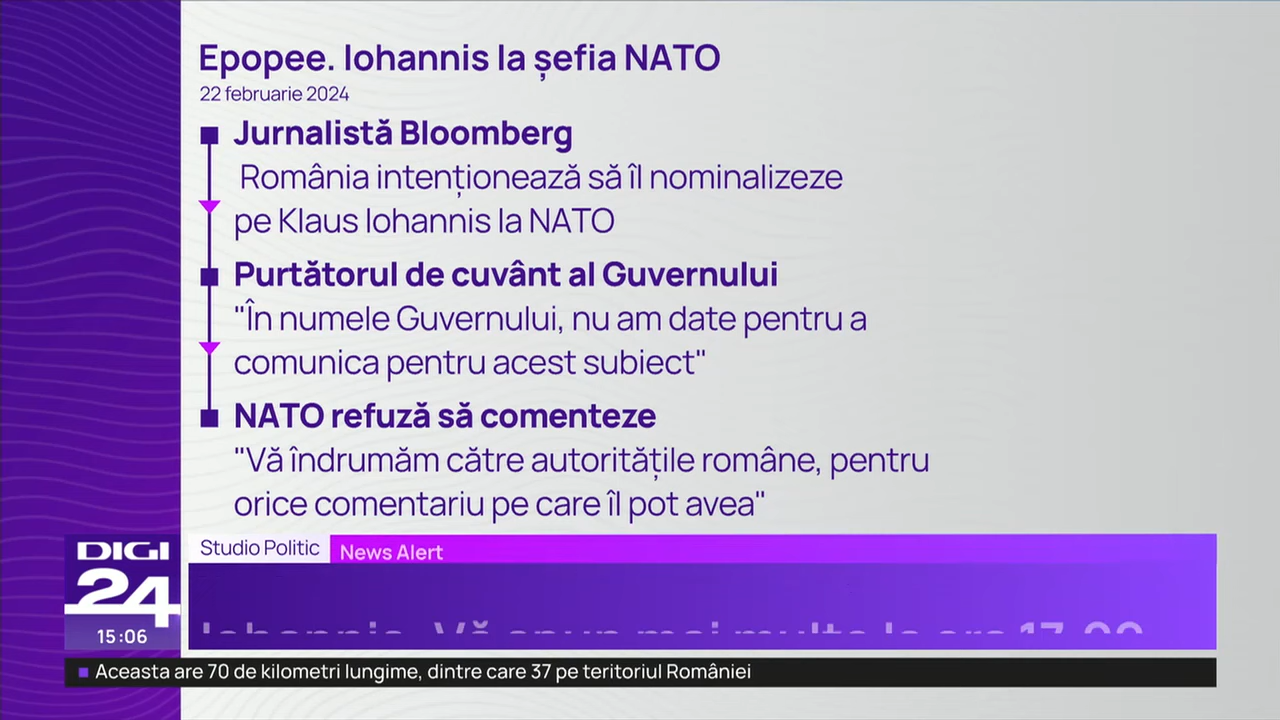 Epopee. Iohannis la șefia NATO
22 februarie 2024
Jurnalistă Bloomberg
România intenționează să îl nominalizeze
pe Klaus Iohannis la NATO
Purtătorul de cuvânt al Guvernului
"În numele Guvernului, nu am date pentru a
comunica pentru acest subiect"
NATO refuză să comenteze
"Vă îndrumăm către autoritățile române, pentru
orice comentariu pe care îl pot avea"
DIGI
24
15:06
Studio Politic
News Alert
Aceasta are 70 de kilometri lungime, dintre care 37 pe teritoriul României